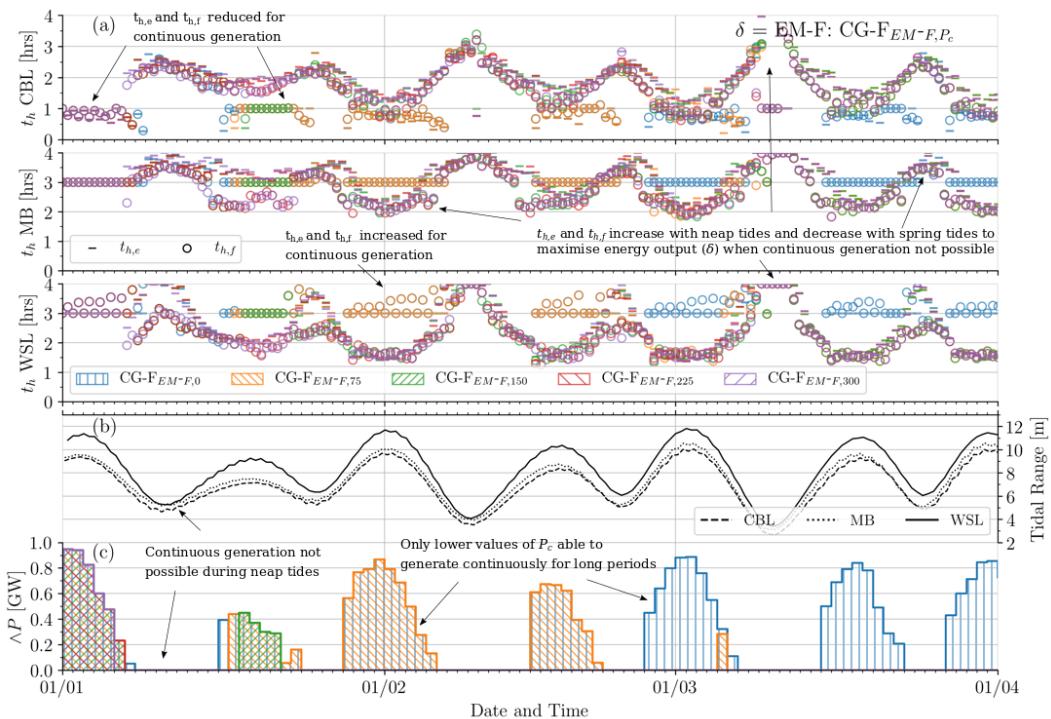 (a)
t_{h,e} and t_{h,f} reduced for
continuous generation
δ = EM-F: CG-F_{EM-F,P_c}
t_h CBL [hrs]
4
3
2
1
0
t_h MB [hrs]
4
3
2
1
0
t_{h,e} t_{h,f}
t_{h,e} and t_{h,f} increased for
continuous generation
t_{h,e} and t_{h,f} increase with neap tides and decrease with spring tides to
maximise energy output (δ) when continuous generation not possible
t_h WSL [hrs]
4
3
2
1
CG-F_{EM-F,0} CG-F_{EM-F,75} CG-F_{EM-F,150} CG-F_{EM-F,225} CG-F_{EM-F,300}
(b)
12
10
8
6
4
2
Tidal Range [m]
CBL MB WSL
(c)
Continuous generation not
possible during neap tides
Only lower values of P_c able to
generate continuously for long periods
∧P [GW]
1.0
0.8
0.6
0.4
0.2
0.0
01/01 01/02 01/03 01/04
Date and Time